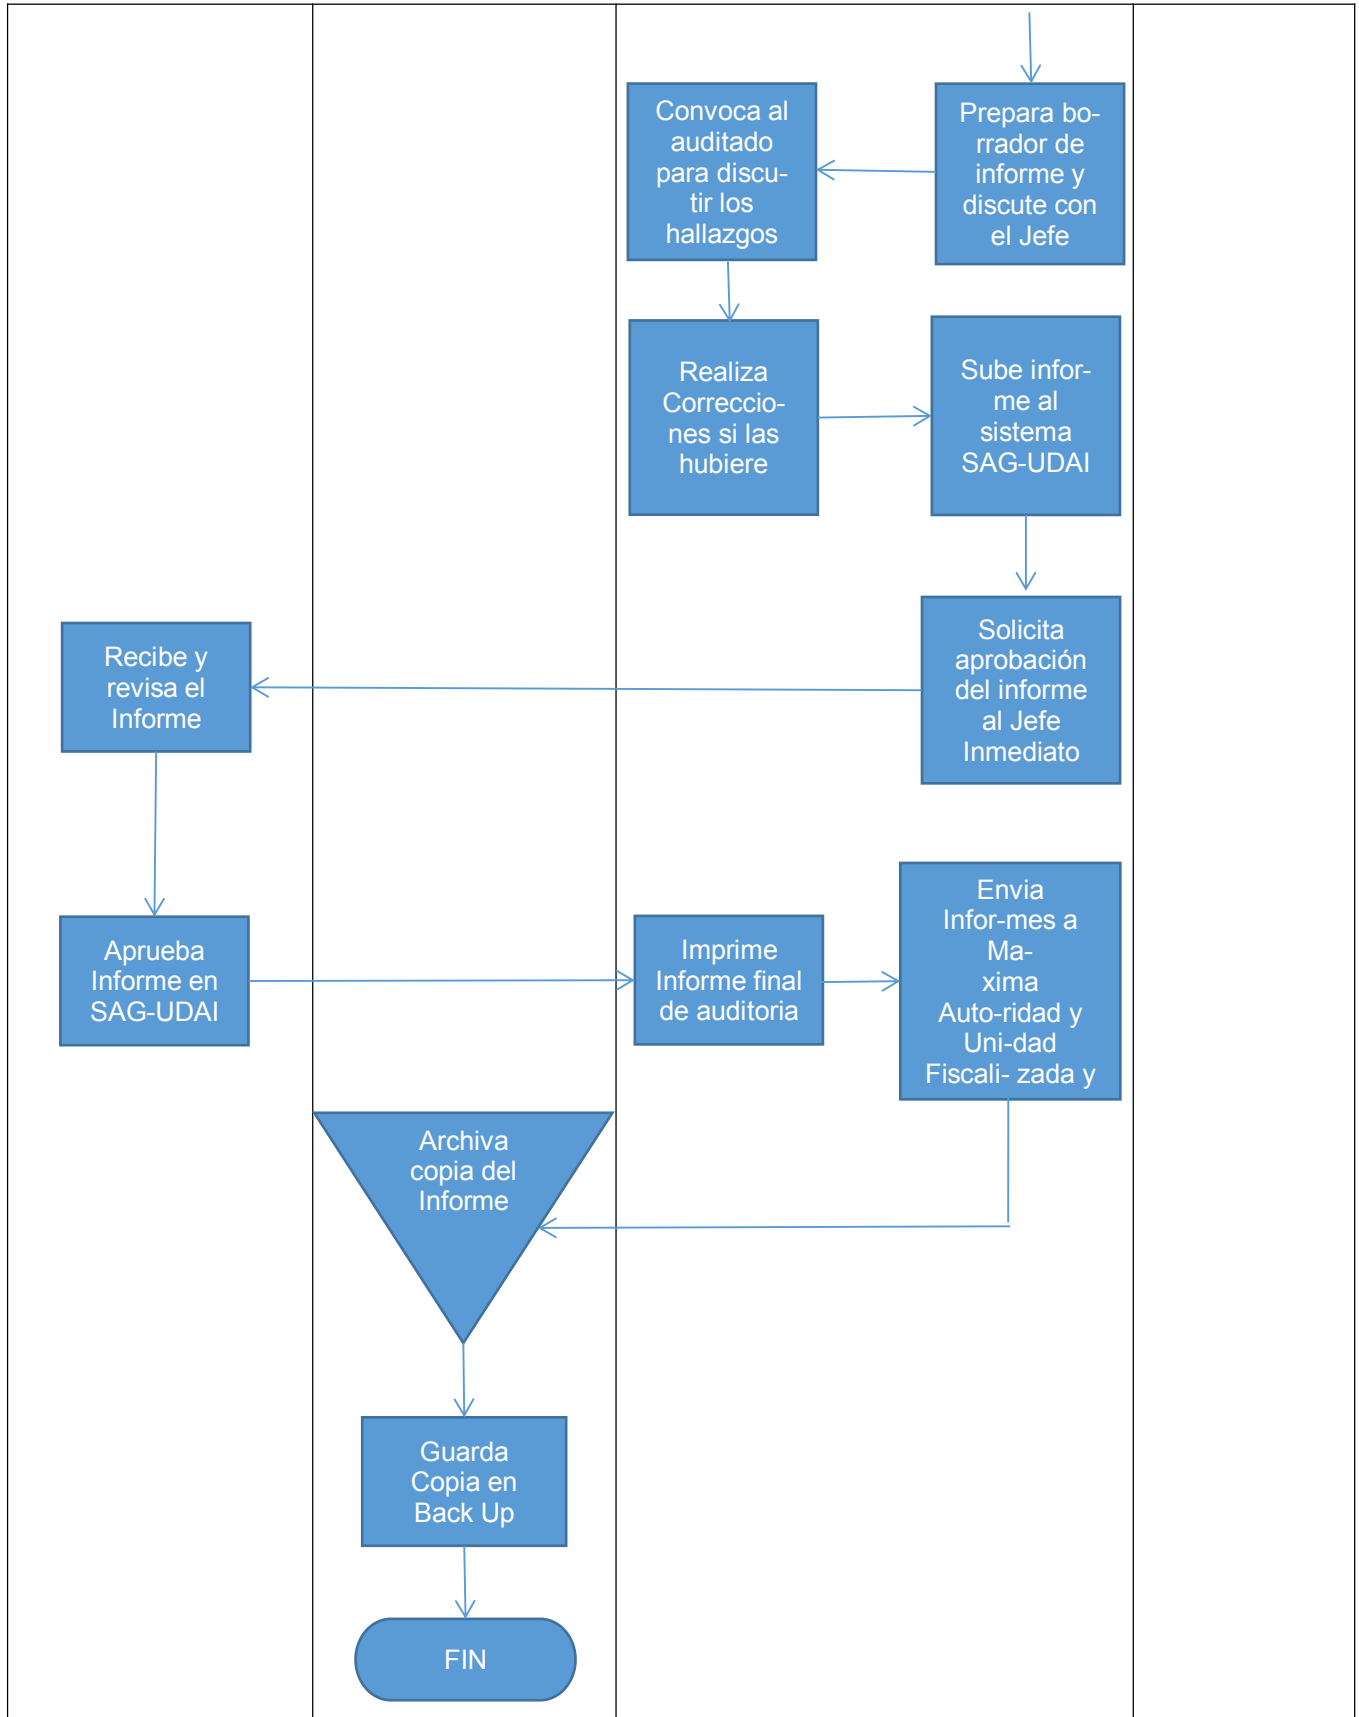 Convoca al
auditado
para discu-
tir los
hallazgos
Prepara bo-
rrador de
informe y
discute con
el Jefe
Realiza
Correccio-
nes si las
hubiere
Sube infor-
me al
sistema
SAG-UDAI
Solicita
aprobación
del informe
al Jefe
Inmediato
Recibe y
revisa el
Informe
Aprueba
Informe en
SAG-UDAI
Imprime
Informe final
de auditoria
Envia
Infor-mes a
Ma-
xima
Auto-ridad y
Uni-dad
Fiscali- zada y
Archiva
copia del
Informe
Guarda
Copia en
Back Up
FIN